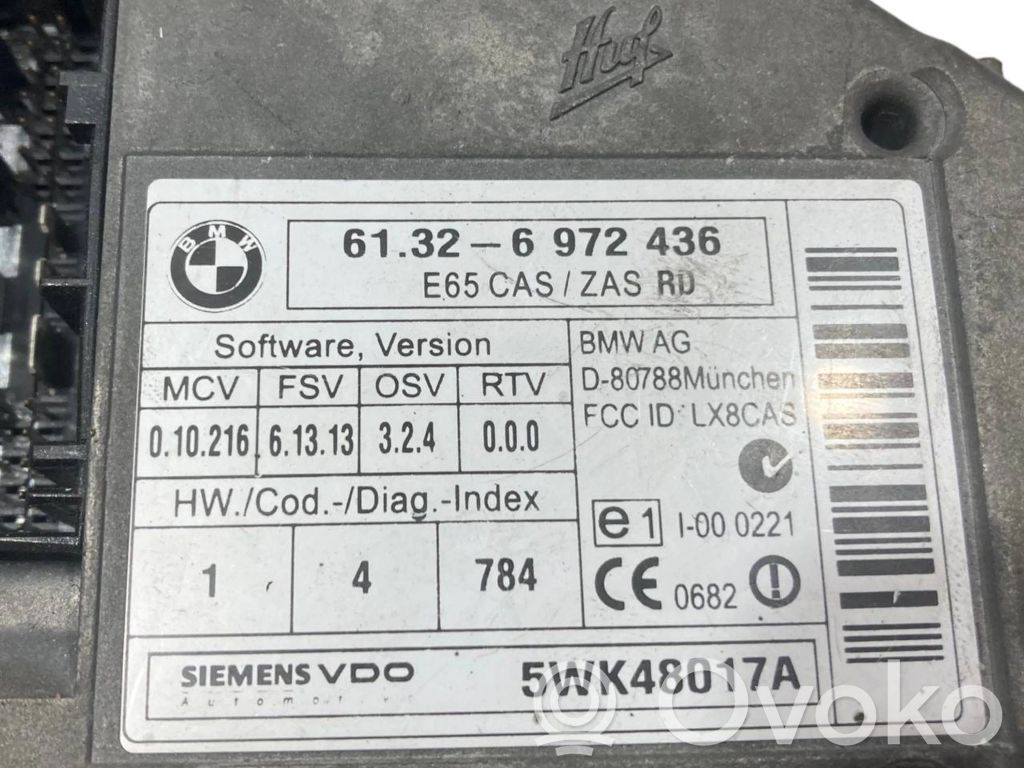 Huf
BMW
61.32 – 6 972 436
E65 CAS / ZAS RD
Software, Version
MCV FSV OSV RTV
0.10.216 6.13.13 3.2.4 0.0.0
HW./Cod.-/Diag.-Index
1 4 784
BMW AG
D-80788München
FCC ID: LX8CAS
e1 I-00 0221
CE 0682
SIEMENS VDO
Automotive
5WK48017A
Ovoko